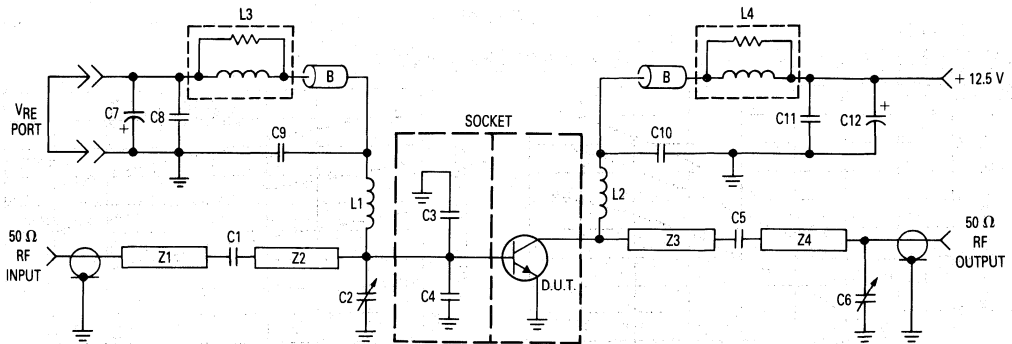 L3
L4
B
B
+ 12.5 V
V_RE
PORT
C7
+
C8
C9
SOCKET
C10
C11
C12
+
L1
C3
L2
50 Ω
RF
INPUT
Z1
C1
Z2
C2
C4
D.U.T.
Z3
C5
Z4
C6
50 Ω
RF
OUTPUT